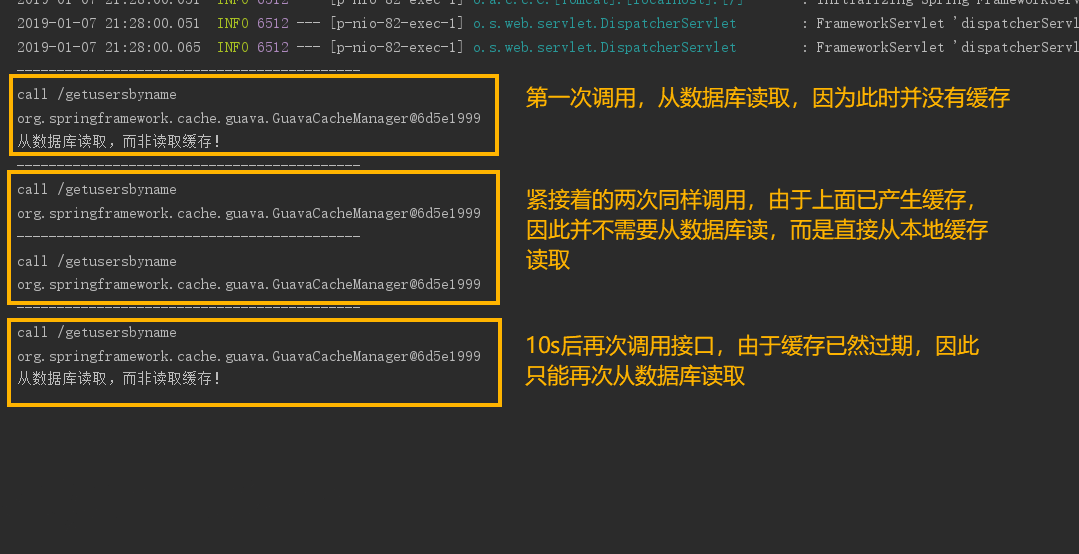 2019-01-07 21:28:00.051  INFO 6512 --- [p-nio-82-exec-1] o.a.c.c.C.[Tomcat].[localhost].[/]       : Initializing Spring FrameworkServ
2019-01-07 21:28:00.051  INFO 6512 --- [p-nio-82-exec-1] o.s.web.servlet.DispatcherServlet        : FrameworkServlet 'dispatcherServl
2019-01-07 21:28:00.065  INFO 6512 --- [p-nio-82-exec-1] o.s.web.servlet.DispatcherServlet        : FrameworkServlet 'dispatcherServl
-------------------------------------------
call /getusersbyname
org.springframework.cache.guava.GuavaCacheManager@6d5e1999
从数据库读取，而非读取缓存！
第一次调用，从数据库读取，因为此时并没有缓存
-------------------------------------------
call /getusersbyname
org.springframework.cache.guava.GuavaCacheManager@6d5e1999
-------------------------------------------
call /getusersbyname
org.springframework.cache.guava.GuavaCacheManager@6d5e1999
紧接着的两次同样调用，由于上面已产生缓存，
因此并不需要从数据库读，而是直接从本地缓存
读取
-------------------------------------------
call /getusersbyname
org.springframework.cache.guava.GuavaCacheManager@6d5e1999
从数据库读取，而非读取缓存！
10s后再次调用接口，由于缓存已然过期，因此
只能再次从数据库读取